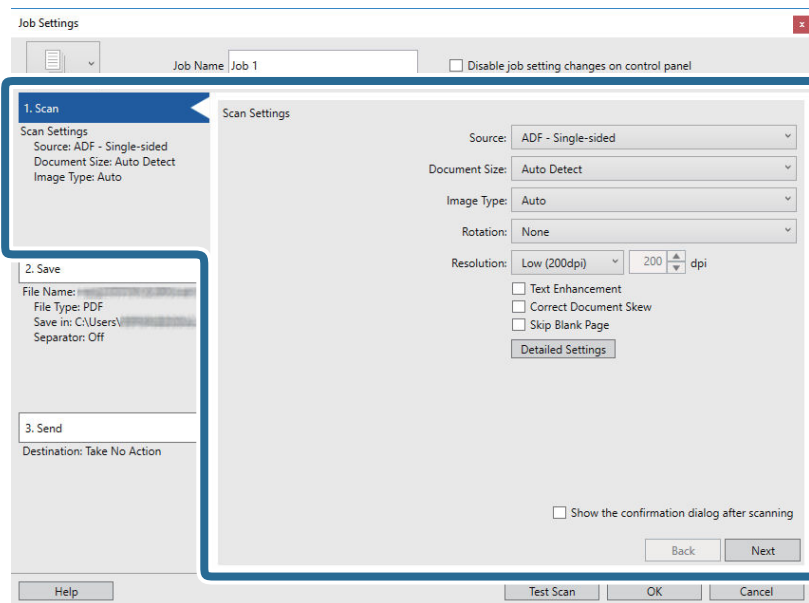 Job Settings
x
Job Name Job 1
Disable job setting changes on control panel
1. Scan
Scan Settings
Source: ADF - Single-sided
Document Size: Auto Detect
Image Type: Auto
2. Save
File Name:
File Type: PDF
Save in: C:\Users\
Separator: Off
3. Send
Destination: Take No Action
Scan Settings
Source: ADF - Single-sided
Document Size: Auto Detect
Image Type: Auto
Rotation: None
Resolution: Low (200dpi) 200 dpi
Text Enhancement
Correct Document Skew
Skip Blank Page
Detailed Settings
Show the confirmation dialog after scanning
Back Next
Help Test Scan OK Cancel